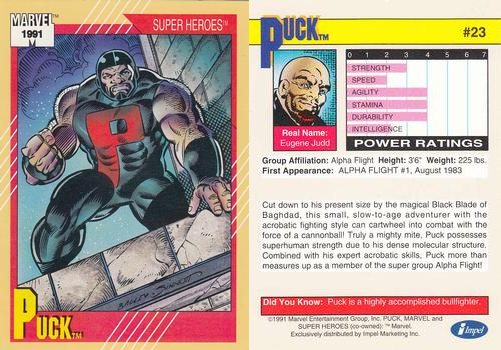 MARVEL™
1991
SUPER HEROES™
P
BAGLEY · SINNOTT
PUCK™
PUCK™
#23
0 1 2 3 4 5 6 7
STRENGTH
SPEED
AGILITY
STAMINA
DURABILITY
INTELLIGENCE
POWER RATINGS
Real Name:
Eugene Judd
Group Affiliation: Alpha Flight Height: 3'6" Weight: 225 lbs.
First Appearance: ALPHA FLIGHT #1, August 1983
Cut down to his present size by the magical Black Blade of
Baghdad, this small, slow-to-age adventurer with the
acrobatic fighting style can cartwheel into combat with the
force of a cannonball! Truly a mighty mite, Puck possesses
superhuman strength due to his dense molecular structure.
Combined with his expert acrobatic skills, Puck more than
measures up as a member of the super group Alpha Flight!
Did You Know: Puck is a highly accomplished bullfighter.
©1991 Marvel Entertainment Group, Inc. PUCK, MARVEL and
SUPER HEROES (co-owned): ™ Marvel.
Exclusively distributed by Impel Marketing Inc.
impel